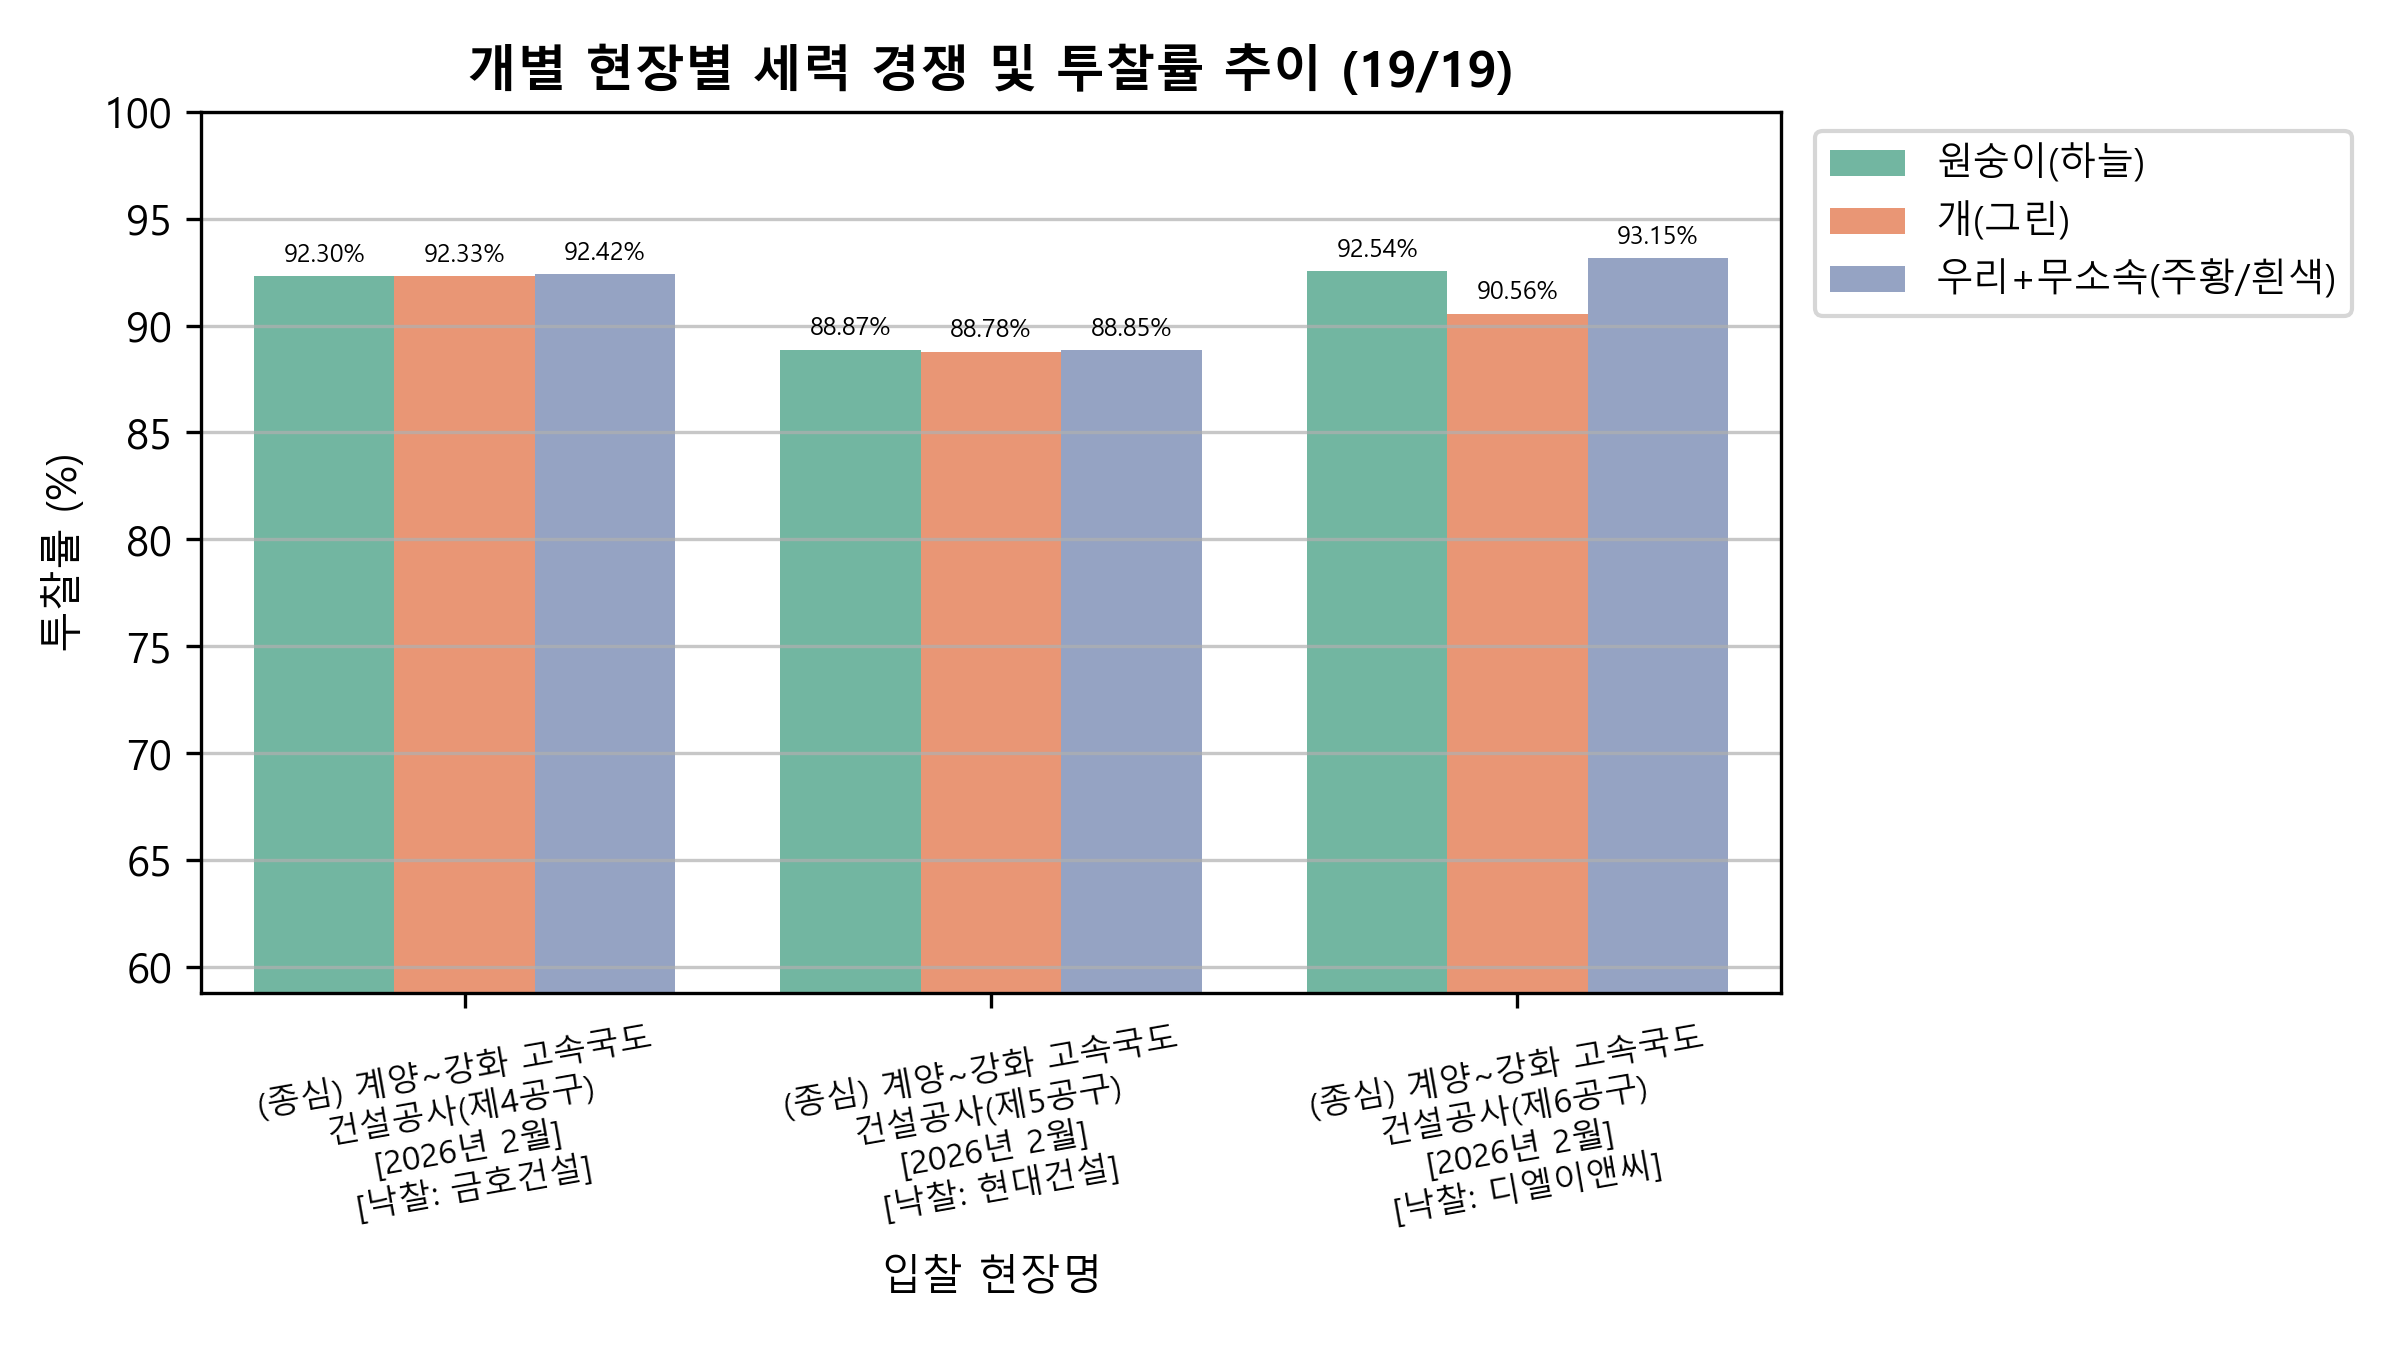 개별 현장별 세력 경쟁 및 투찰률 추이 (19/19)
100
95
90
85
80
75
70
65
60
투찰률 (%)
92.30%
92.33%
92.42%
88.87%
88.78%
88.85%
92.54%
90.56%
93.15%
원숭이(하늘)
개(그린)
우리+무소속(주황/흰색)
(종심) 계양~강화 고속국도
건설공사(제4공구)
[2026년 2월]
[낙찰: 금호건설]
(종심) 계양~강화 고속국도
건설공사(제5공구)
[2026년 2월]
[낙찰: 현대건설]
(종심) 계양~강화 고속국도
건설공사(제6공구)
[2026년 2월]
[낙찰: 디엘이앤씨]
입찰 현장명